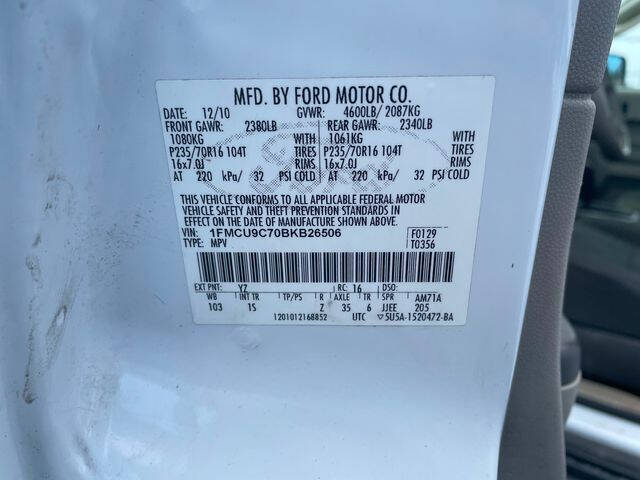 MFD. BY FORD MOTOR CO.
DATE: 12/10 GVWR: 4600LB/ 2087KG
FRONT GAWR: 2380LB REAR GAWR: 2340LB
1080KG WITH 1061KG WITH
P235/70R16 104T TIRES P235/70R16 104T TIRES
16x7.0J RIMS 16x7.0J RIMS
AT 220 kPa/ 32 PSI COLD AT 220 kPa/ 32 PSI COLD
THIS VEHICLE CONFORMS TO ALL APPLICABLE FEDERAL MOTOR
VEHICLE SAFETY AND THEFT PREVENTION STANDARDS IN
EFFECT ON THE DATE OF MANUFACTURE SHOWN ABOVE.
VIN: 1FMCU9C70BKB26506 F0129
TYPE: MPV T0356
EXT PNT: YZ RC: 16 DSO:
WB INT TR TP/PS R AXLE TR SPR AM71A
103 1S Z 35 6 JJEE 205
1201012168852 UTC ▽5U5A-1520472-BA